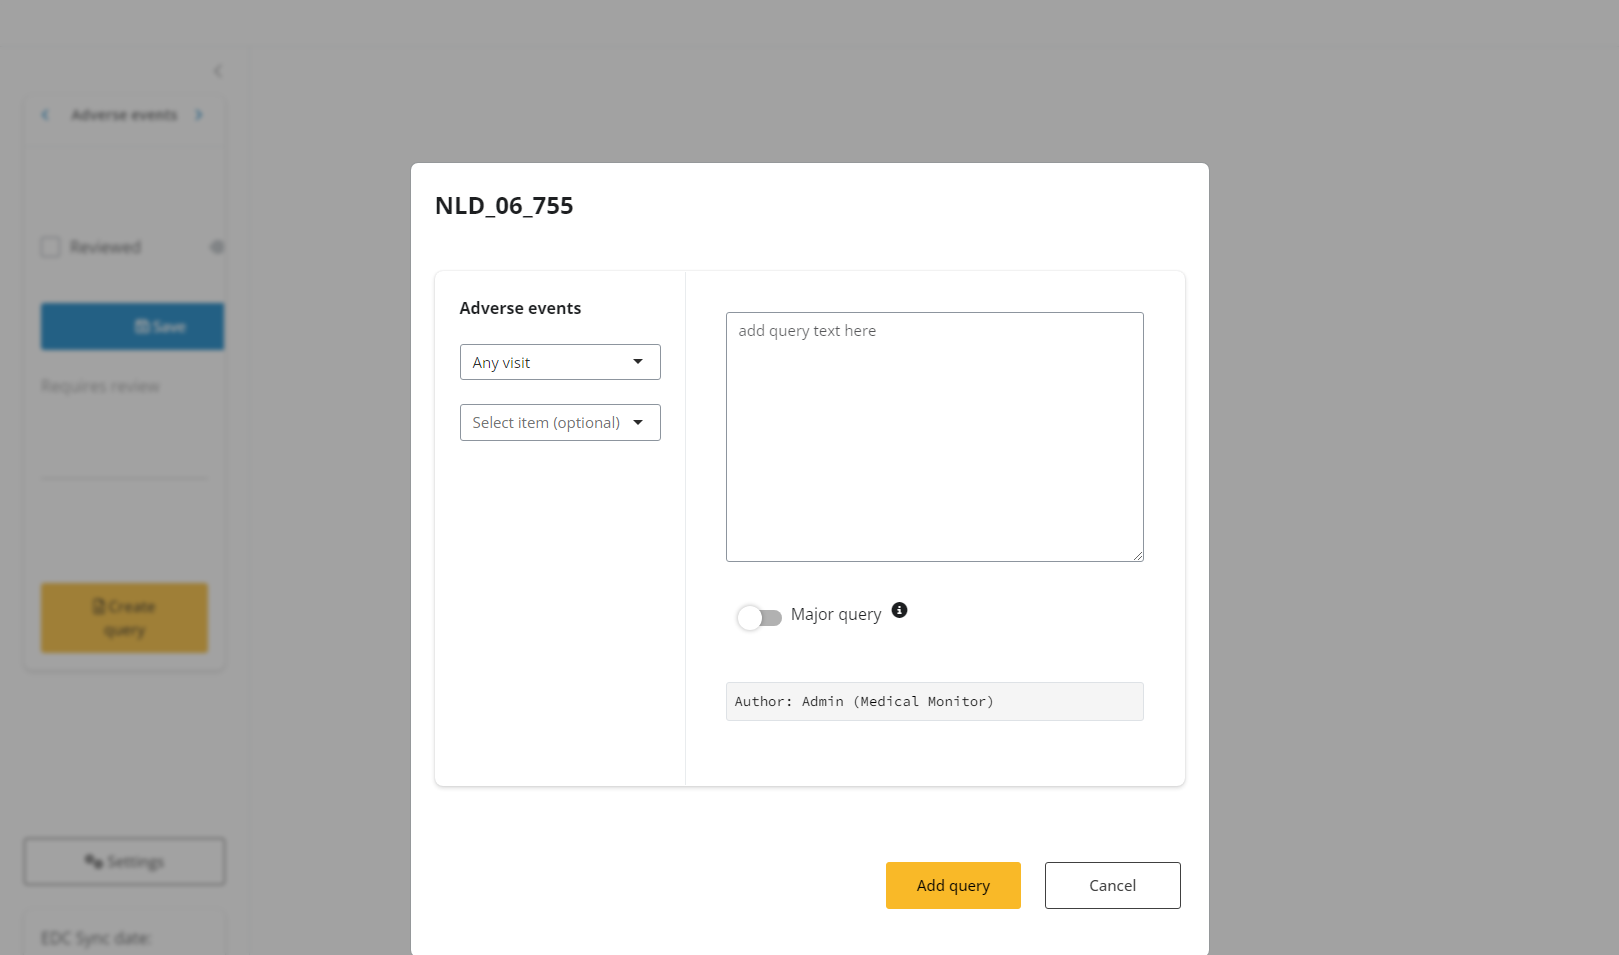 Adverse events
Reviewed
Save
Requires review
Create
query
Settings
EDC Sync date:
NLD_06_755
Adverse events
Any visit
Select item (optional)
add query text here
Major query
Author: Admin (Medical Monitor)
Add query
Cancel